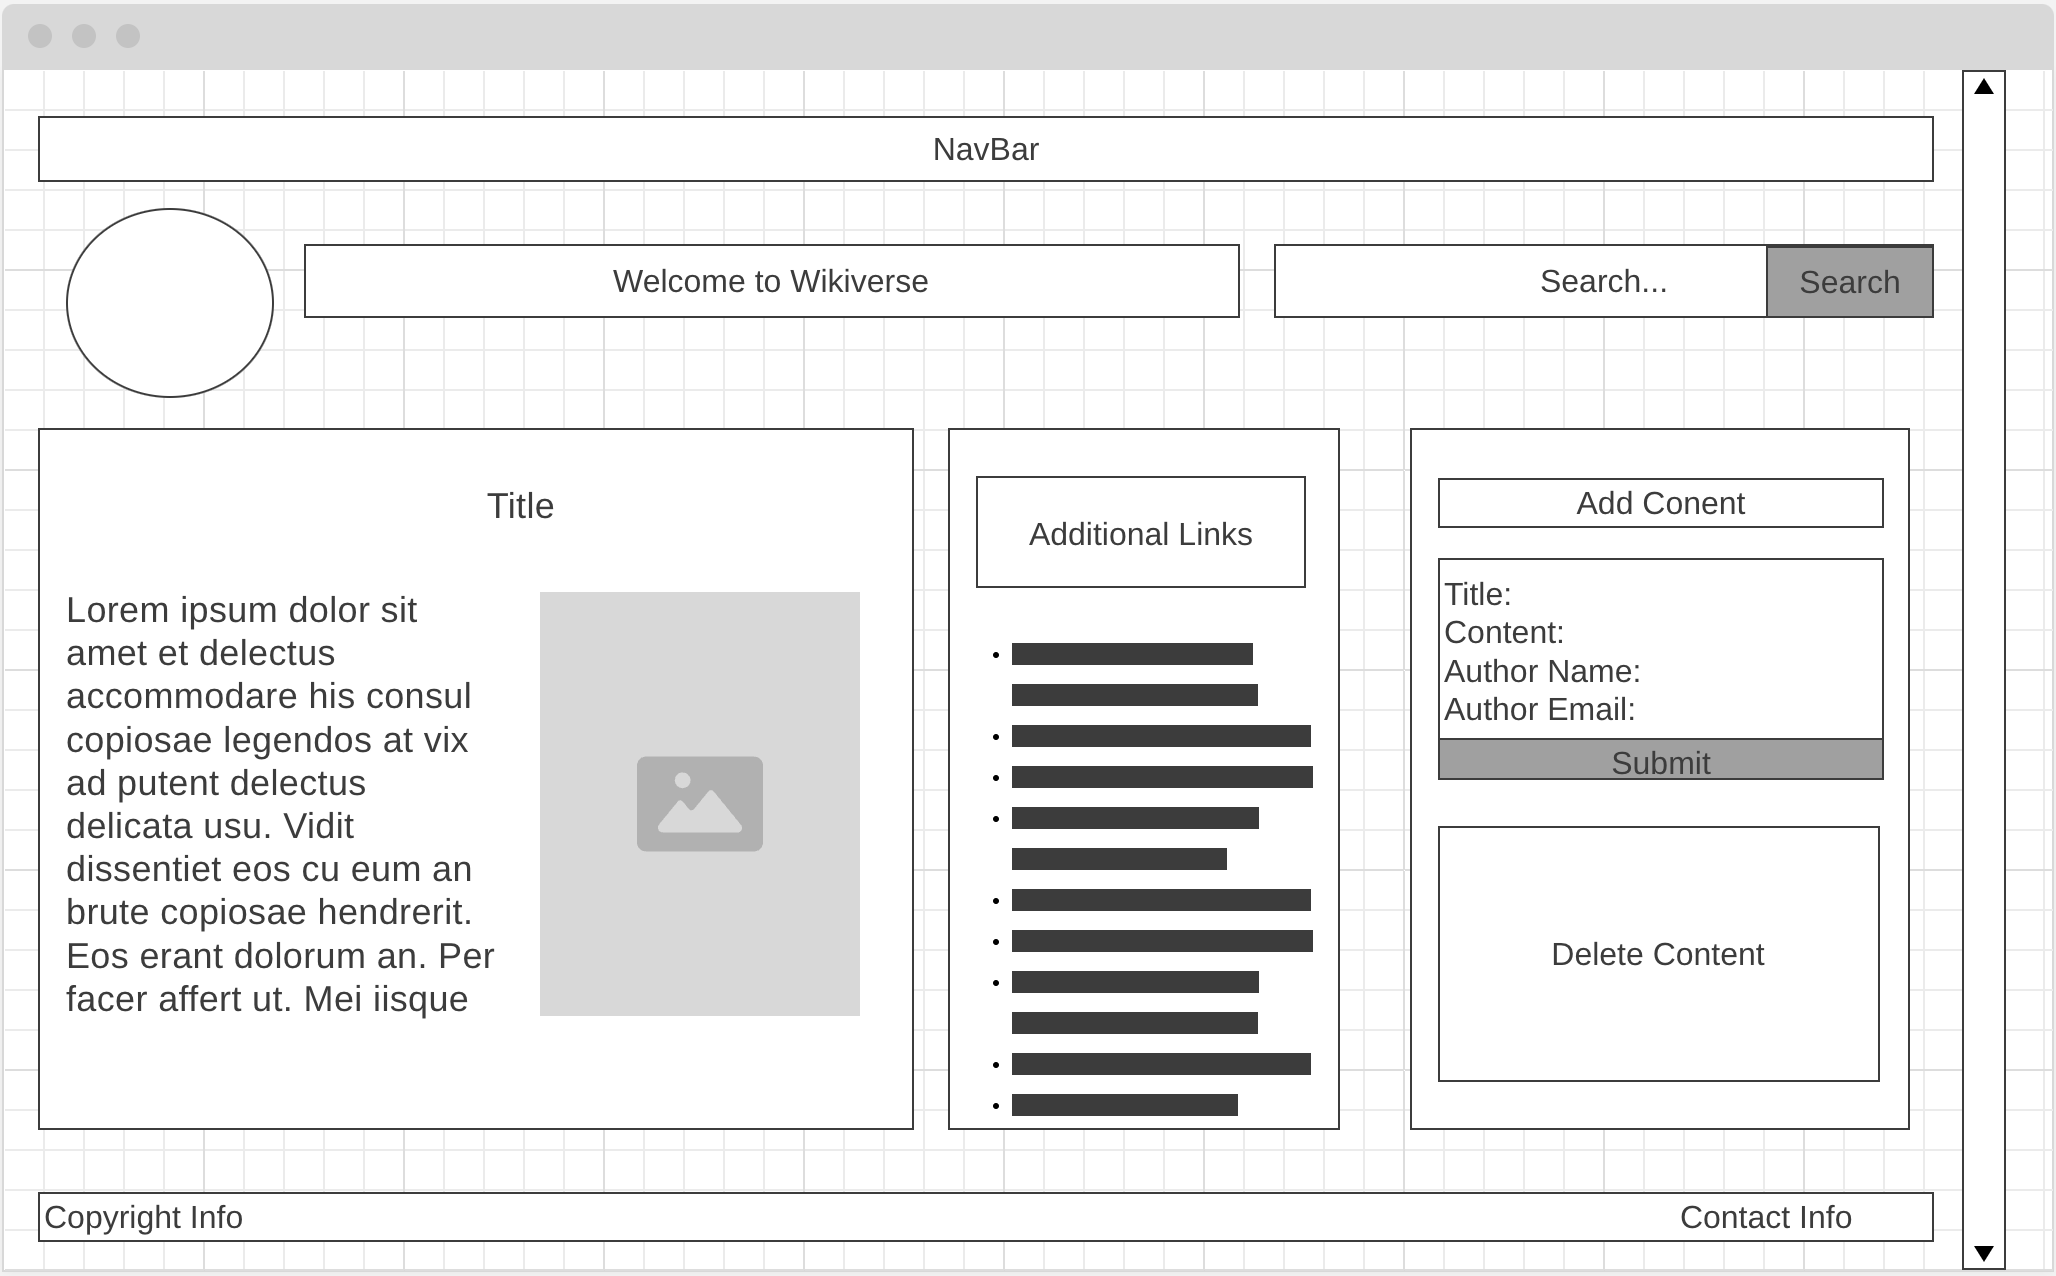 NavBar
Welcome to Wikiverse
Search...
Search
Title
Lorem ipsum dolor sit
amet et delectus
accommodare his consul
copiosae legendos at vix
ad putent delectus
delicata usu. Vidit
dissentiet eos cu eum an
brute copiosae hendrerit.
Eos erant dolorum an. Per
facer affert ut. Mei iisque
Additional Links
Add Conent
Title:
Content:
Author Name:
Author Email:
Submit
Delete Content
Copyright Info
Contact Info